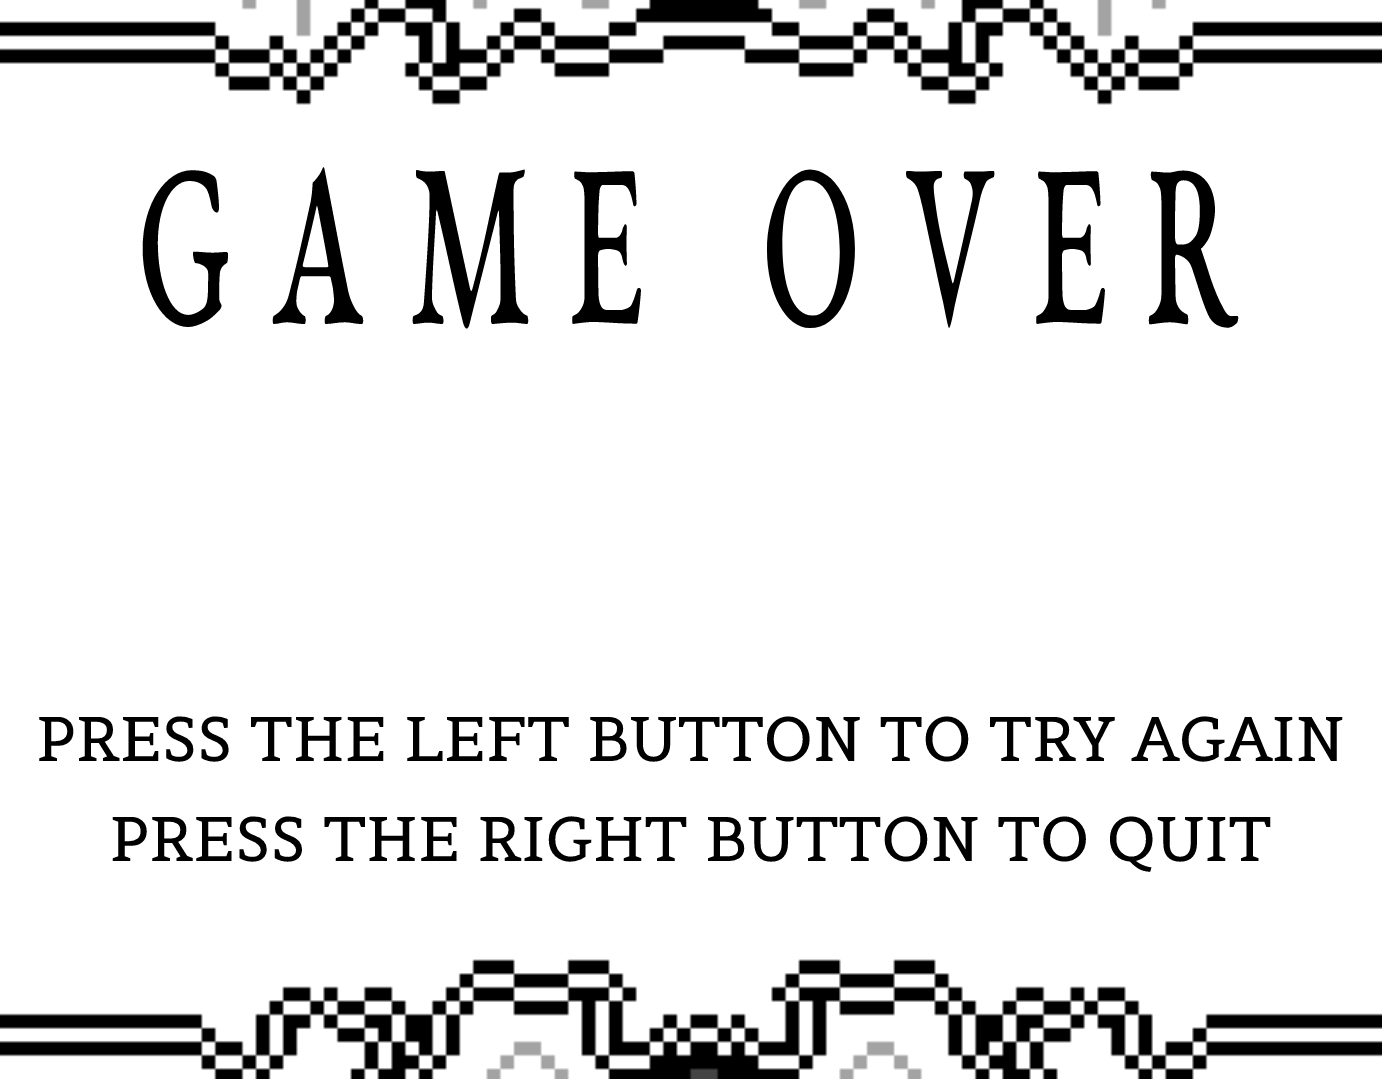 GAME OVER
PRESS THE LEFT BUTTON TO TRY AGAIN
PRESS THE RIGHT BUTTON TO QUIT